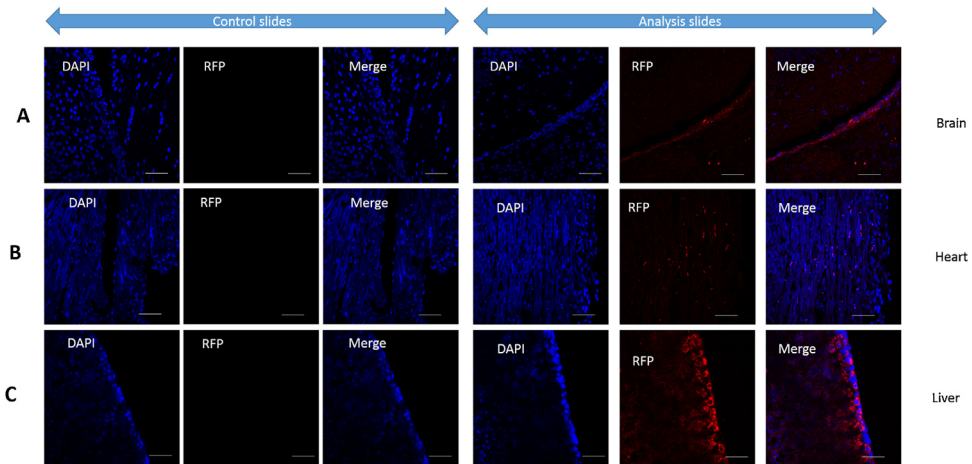 Control slides
Analysis slides
DAPI
RFP
Merge
DAPI
RFP
Merge
A
Brain
DAPI
RFP
Merge
DAPI
RFP
Merge
B
Heart
DAPI
RFP
Merge
DAPI
RFP
Merge
C
Liver